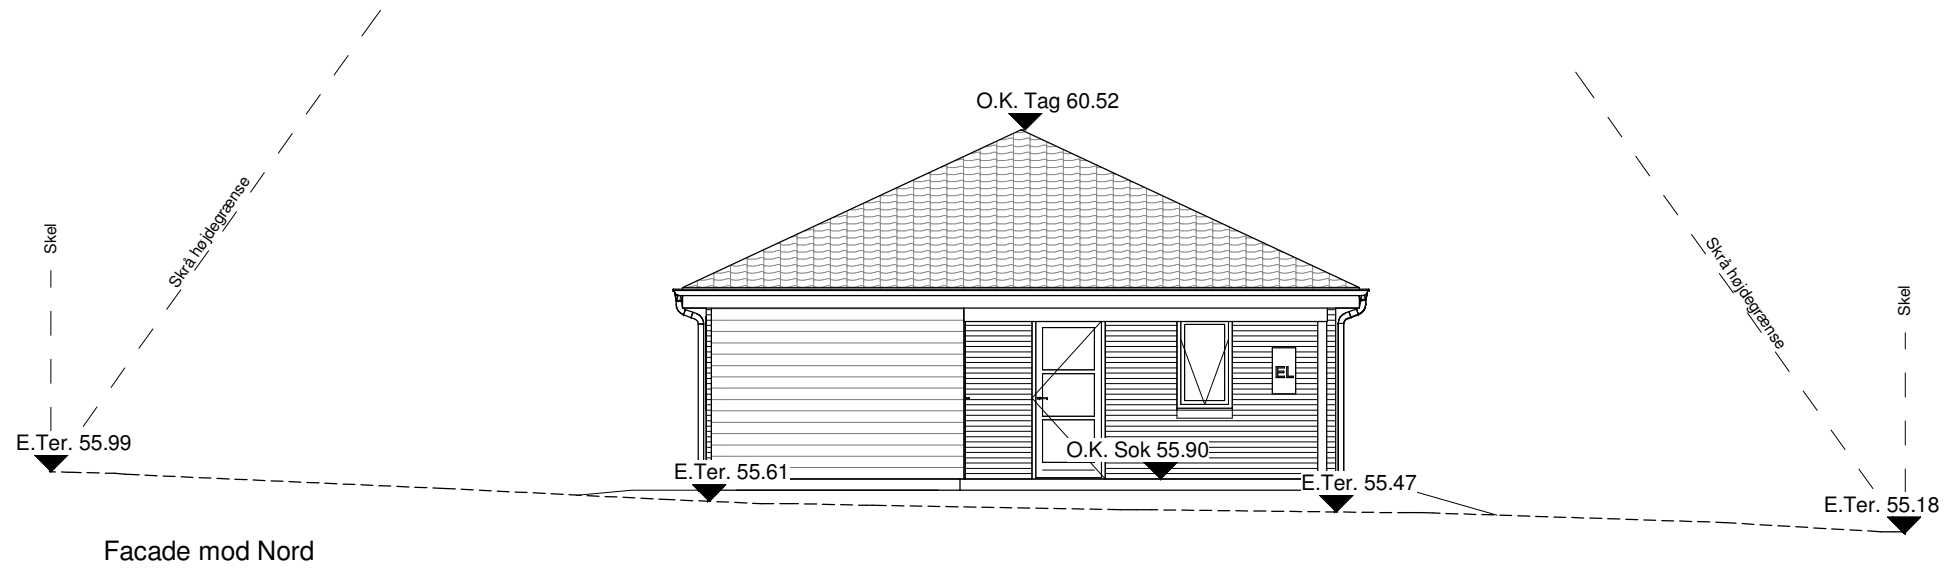 O.K. Tag 60.52
Skrå højdegrænse
Skel
Skrå højdegrænse
Skel
EL
E.Ter. 55.99
O.K. Sok 55.90
E.Ter. 55.61
E.Ter. 55.47
E.Ter. 55.18
Facade mod Nord